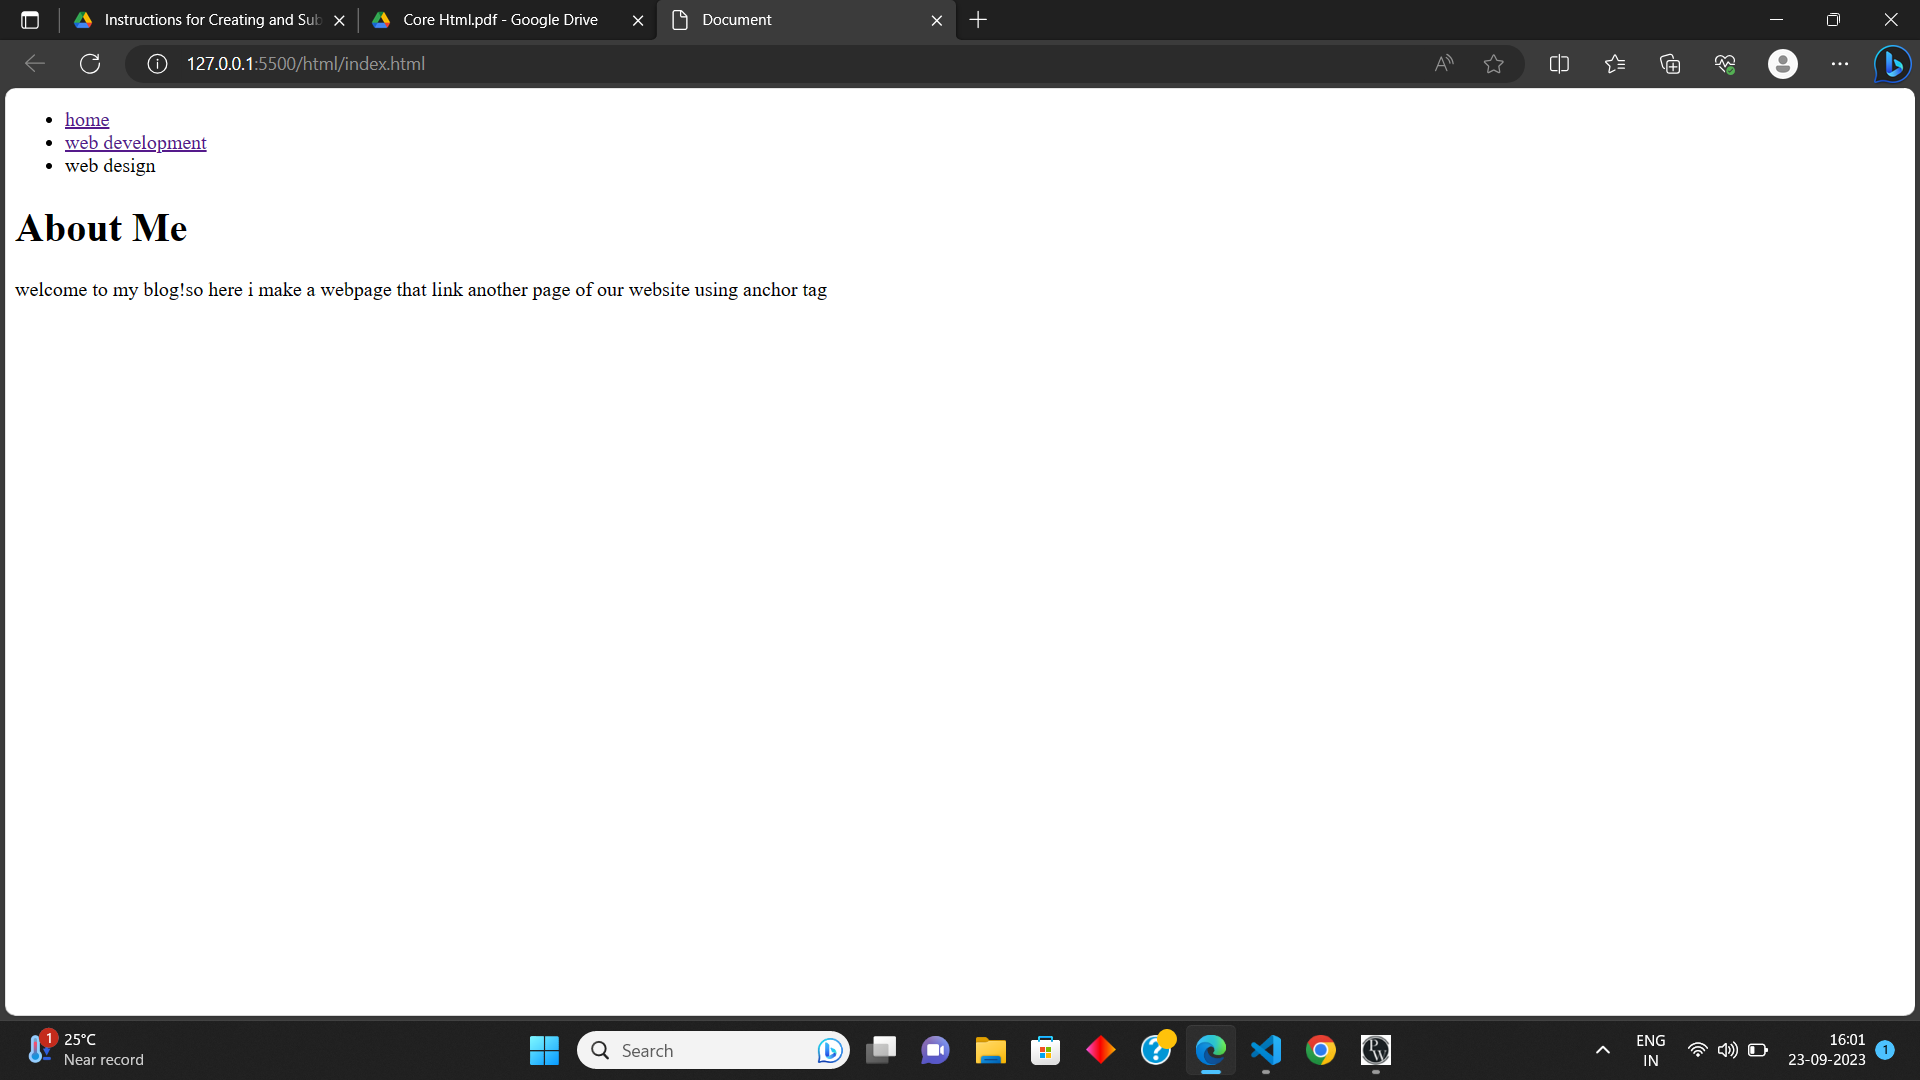 Instructions for Creating and Sub
Core Html.pdf - Google Drive
Document
127.0.0.1:5500/html/index.html
home
web development
web design
About Me
welcome to my blog!so here i make a webpage that link another page of our website using anchor tag
1
25°C
Near record
Search
PW
ENG
IN
16:01
23-09-2023
1